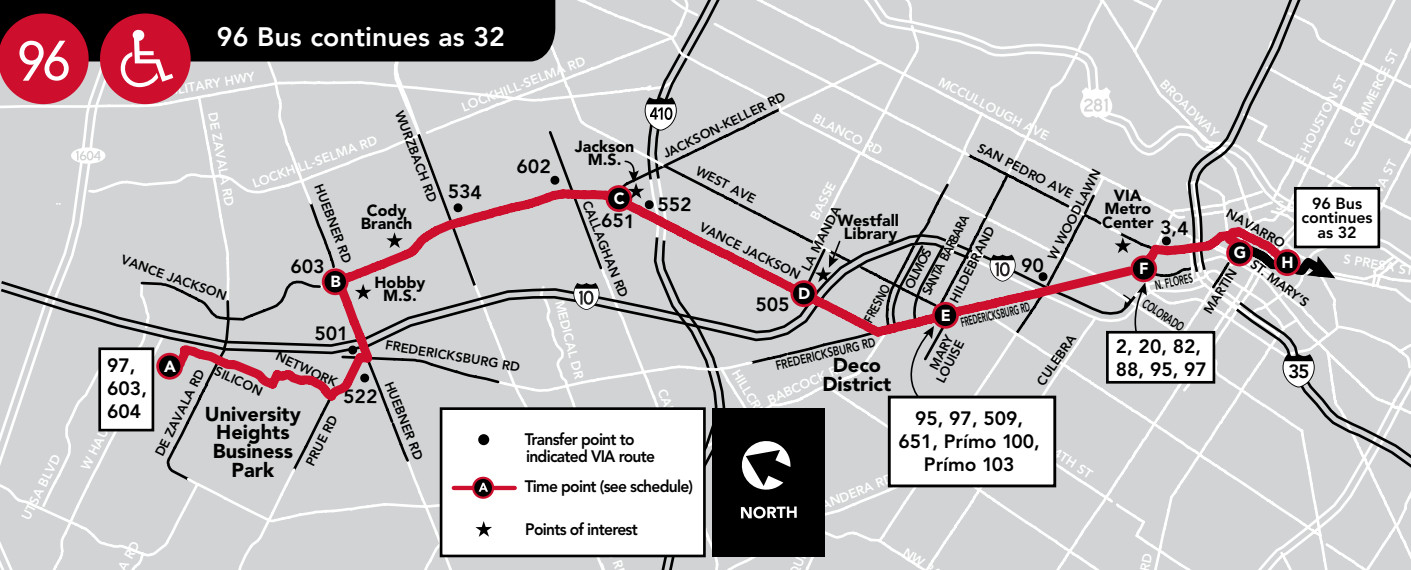 96
96 Bus continues as 32
LITARY HWY
1604
DE ZAVALA RD
LOCKHILL-SELMA RD
LOCKHILL-SELMA RD
WURZBACH RD
HUEBNER RD
VANCE JACKSON
603
B
Cody
Branch
Hobby
M.S.
534
602
Jackson
M.S.
C
651
552
410
JACKSON-KELLER RD
WEST AVE
CALLAGHAN RD
VANCE JACKSON
BLANCO RD
MCCULLOUGH AVE
281
BROADWAY
E HOUSTON ST
E COMMERCE ST
SAN PEDRO AVE
BASSE
LA MANDA
Westfall
Library
D
505
10
FRESNO
OLMOS
SANTA BARBARA
HILDEBRAND
10
90
W WOODLAWN
VIA
Metro
Center
3,4
F
N. FLORES
COLORADO
NAVARRO
G
H
MARTIN
ST. MARY'S
S PRESA ST
96 Bus
continues
as 32
35
2, 20, 82,
88, 95, 97
CULEBRA
E
FREDERICKSBURG RD
MARY
LOUISE
95, 97, 509,
651, Prímo 100,
Prímo 103
Deco
District
FREDERICKSBURG RD
BABCOCK
MEDICAL DR
501
FREDERICKSBURG RD
NETWORK
SILICON
522
HUEBNER RD
PRUE RD
A
97,
603,
604
DE ZAVALA RD
University
Heights
Business
Park
W HAU
UTSA BLVD
Transfer point to
indicated VIA route
A
Time point (see schedule)
Points of interest
NORTH
ANDERA RD